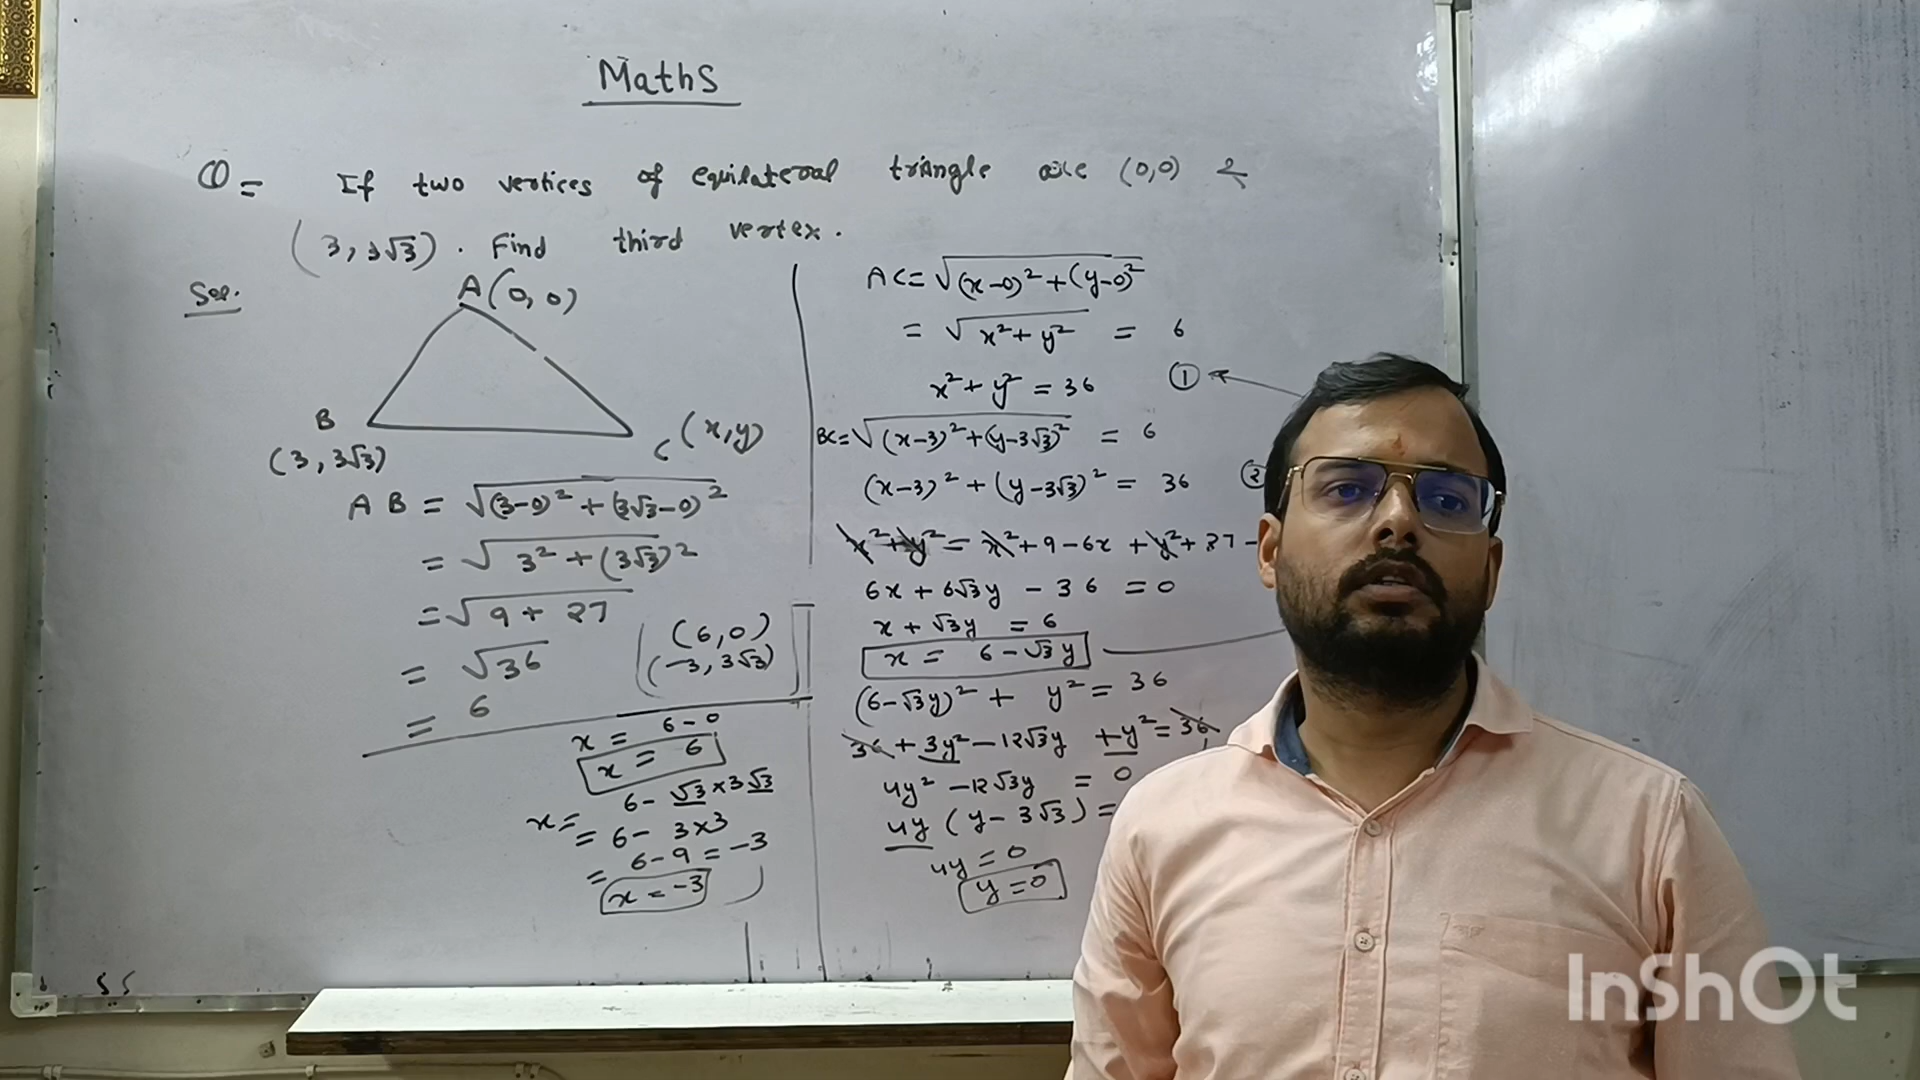 Maths
Q= If two vertices of equilateral triangle are (0,0) &
(3, 3√3). Find third vertex.
Sol.
A(0,0)
B
(3, 3√3)
C (x,y)
A B = √(3-0)² + (3√3-0)²
= √3² + (3√3)²
= √9 + 27
= √36
= 6
(6,0)
(-3, 3√3)
x = 6-0
x = 6
x = 6- √3×3√3
= 6- 3×3
= 6-9 = -3
x = -3
AC = √(x-0)² + (y-0)²
= √x² + y² = 6
x² + y² = 36 ①
BC = √(x-3)² + (y-3√3)² = 6
(x-3)² + (y-3√3)² = 36 ②
x² + y² = x² + 9 - 6x + y² + 27 -
6x + 6√3y - 36 = 0
x + √3y = 6
x = 6-√3y
(6-√3y)² + y² = 36
36 + 3y² - 12√3y + y² = 36
4y² - 12√3y = 0
4y (y- 3√3) =
4y = 0
y = 0
InShOt